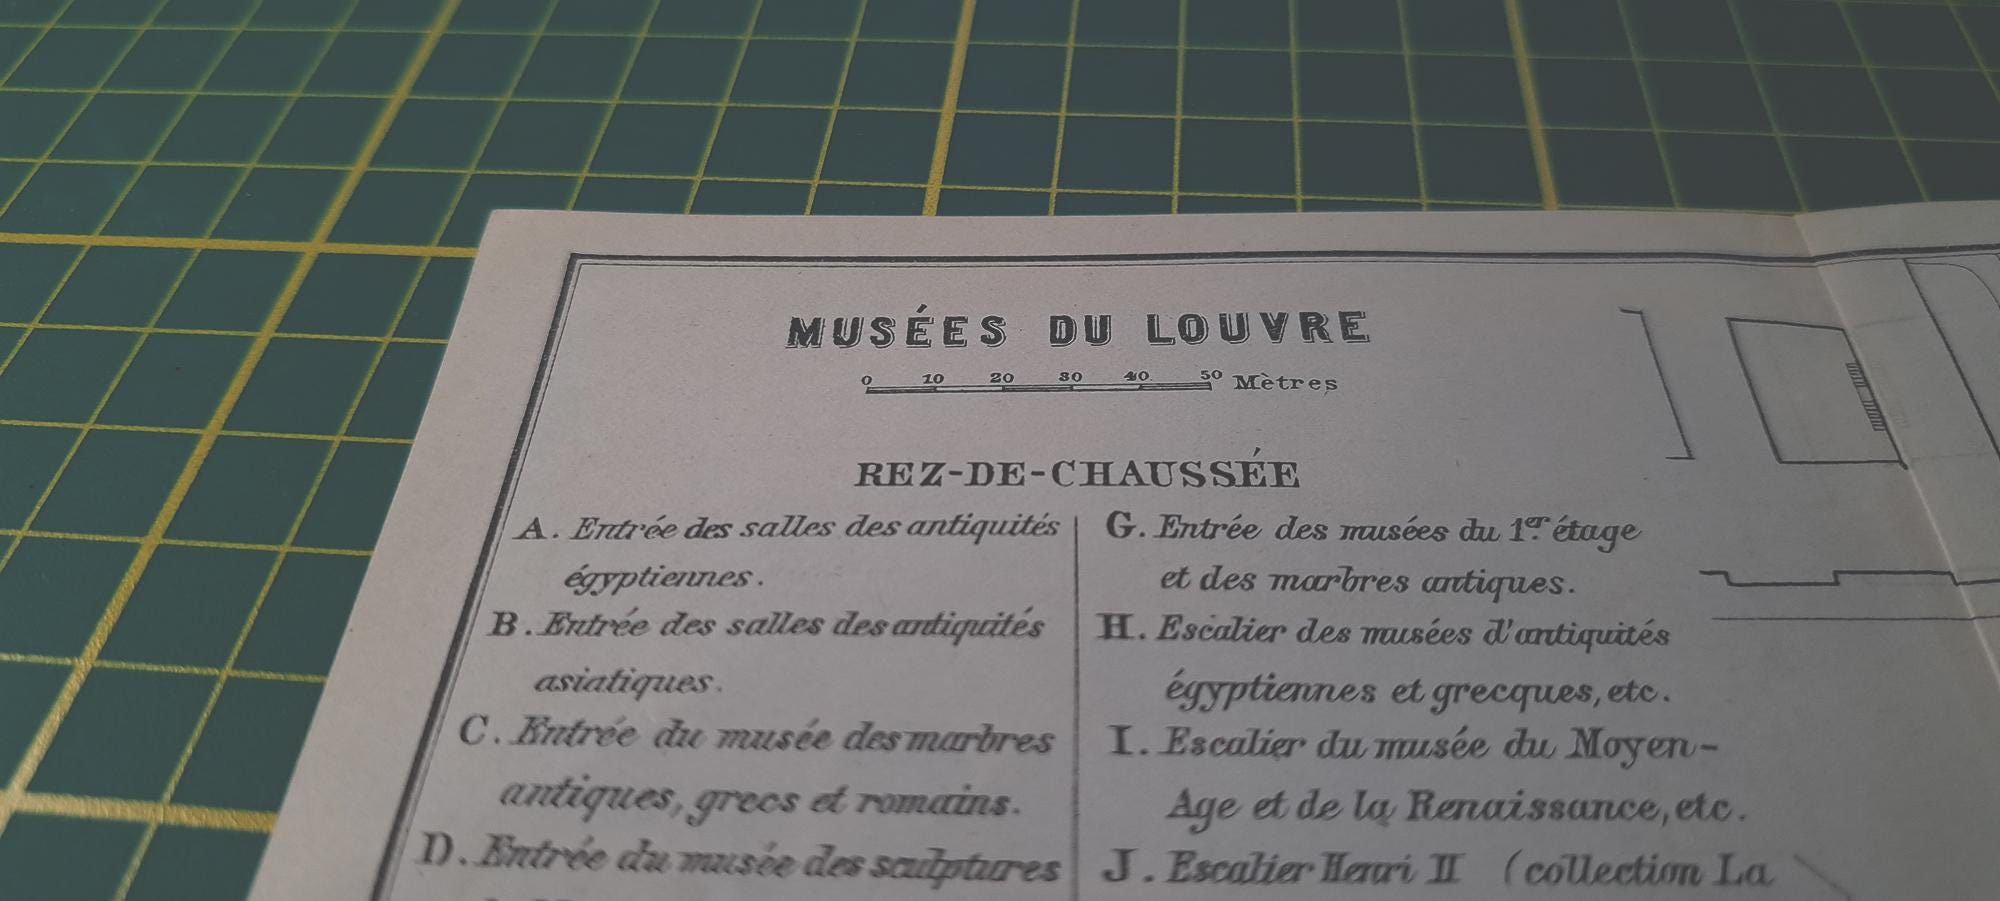 MUSÉES DU LOUVRE
0 10 20 30 40 50 Mètres
REZ-DE-CHAUSSÉE
A. Entrée des salles des antiquités
égyptiennes.
B. Entrée des salles des antiquités
asiatiques.
C. Entrée du musée des marbres
antiques, grecs et romains.
D. Entrée du musée des sculptures
G. Entrée des musées du 1er étage
et des marbres antiques.
H. Escalier des musées d'antiquités
égyptiennes et grecques, etc.
I. Escalier du musée du Moyen-
Age et de la Renaissance, etc.
J. Escalier Henri II (collection La